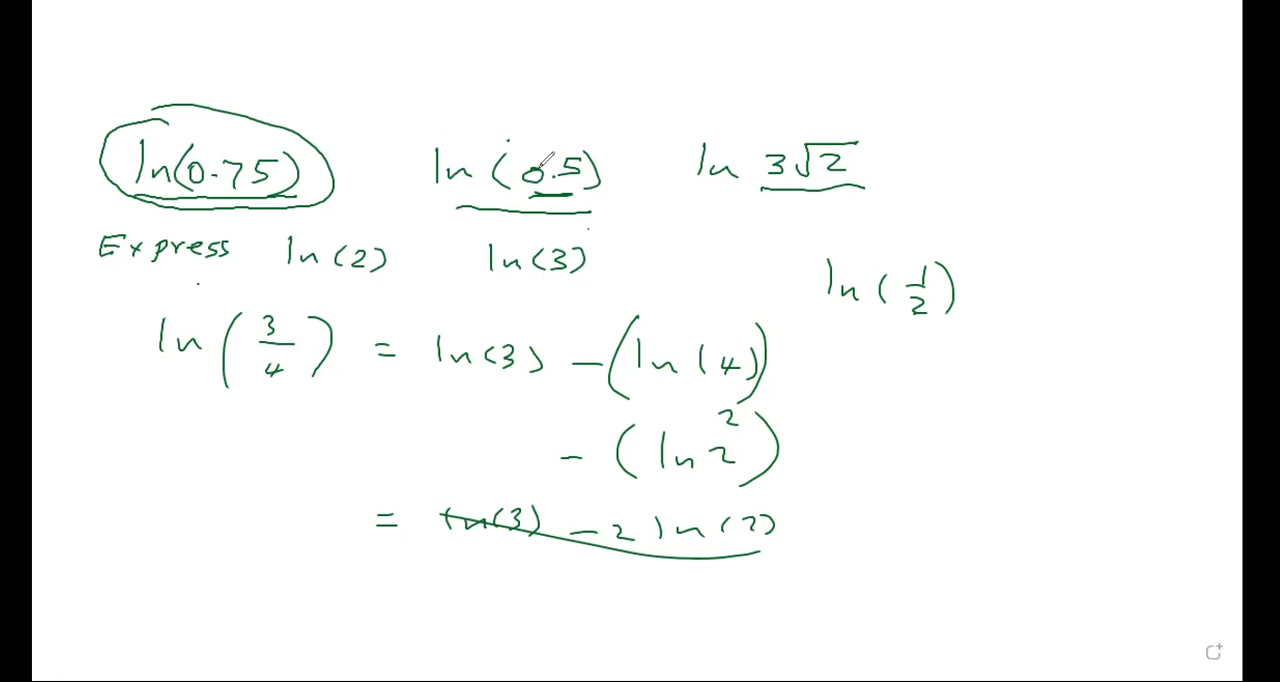 ln(0.75) ln(0.5) ln 3√2
Express ln(2) ln(3)
ln(1/2)
ln(3/4) = ln(3) - (ln(4))
- (ln 2²)
= ln(3) - 2 ln(2)